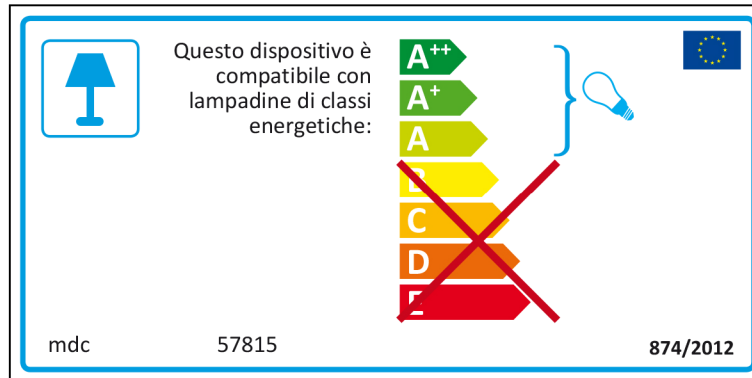 Questo dispositivo è
compatibile con
lampadine di classi
energetiche:
A++
A+
A
B
C
D
E
mdc 57815 874/2012